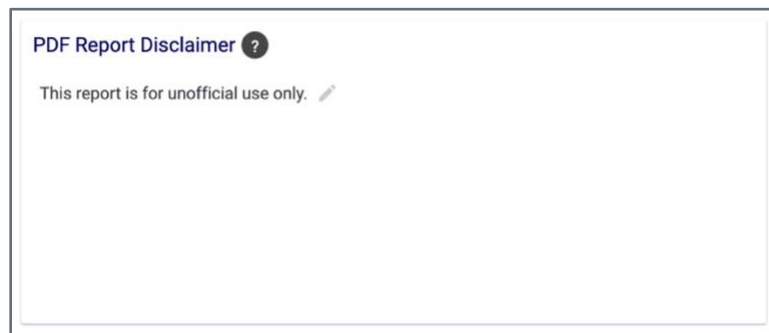 PDF Report Disclaimer ?
This report is for unofficial use only.